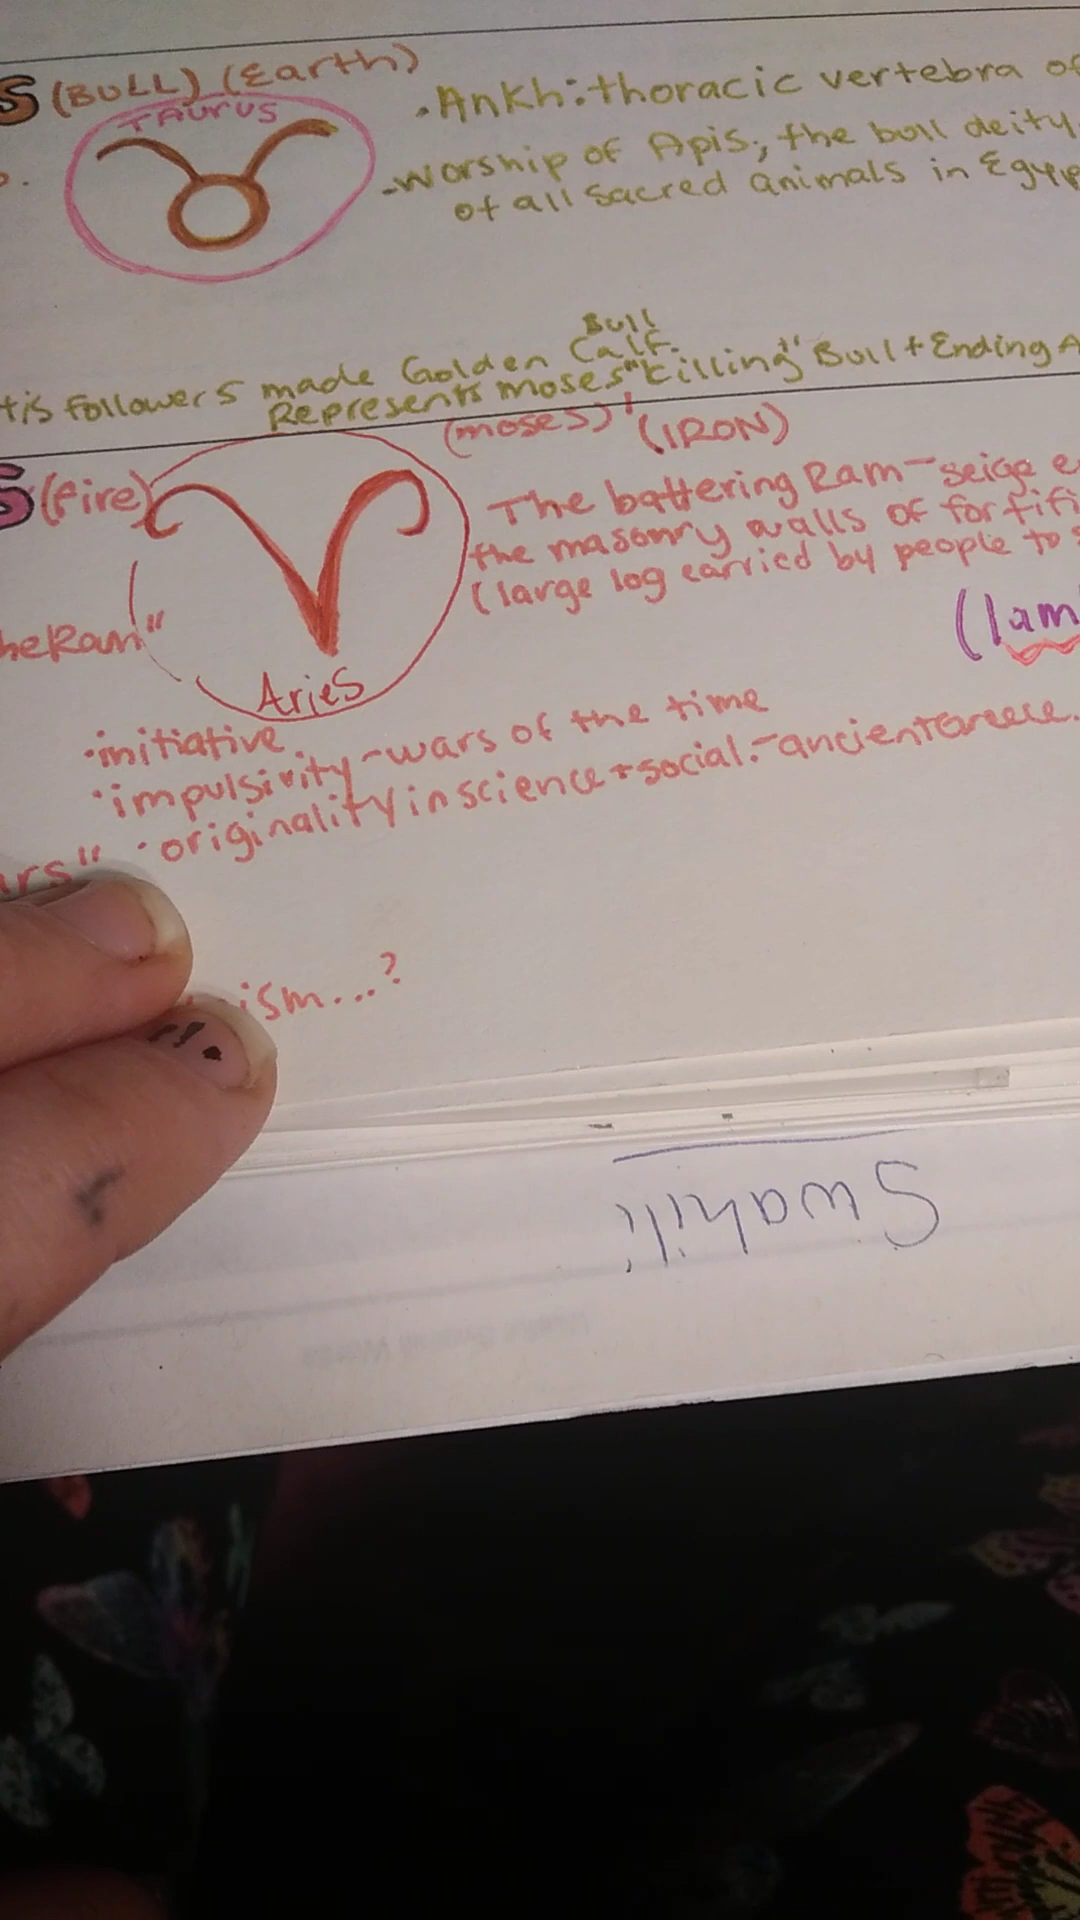 S (BULL) (Earth)
TAURUS
• Ankh: thoracic vertebra of
- Worship of Apis, the bull deity,
of all sacred animals in Egyp
Bull
His followers made Golden Calf.
Represents moses "killing" Bull + Ending A
(moses) (IRON)
S (fire)
The battering Ram - seige e
the masonry walls of fortifi
(large log carried by people to
(lam
heRam"
Aries
• initiative
• impulsivity - wars of the time
• originality in science + social. - ancient Greece.
ars"
ism...?
Swahili